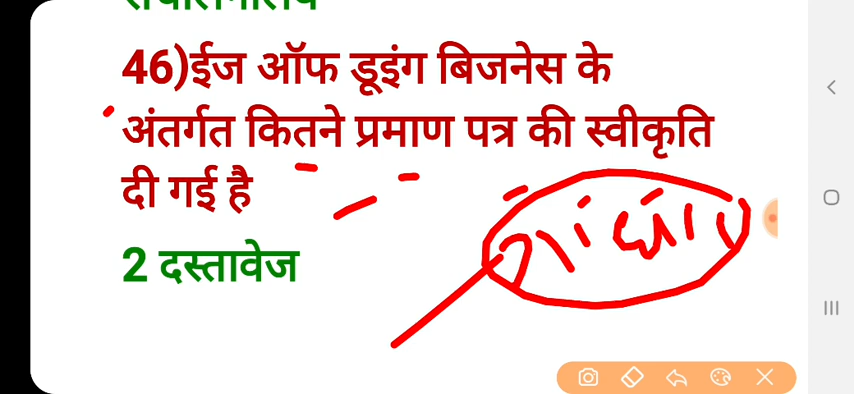 46)ईज ऑफ डूइंग बिजनेस के
अंतर्गत कितने प्रमाण पत्र की स्वीकृति
दी गई है
2 दस्तावेज